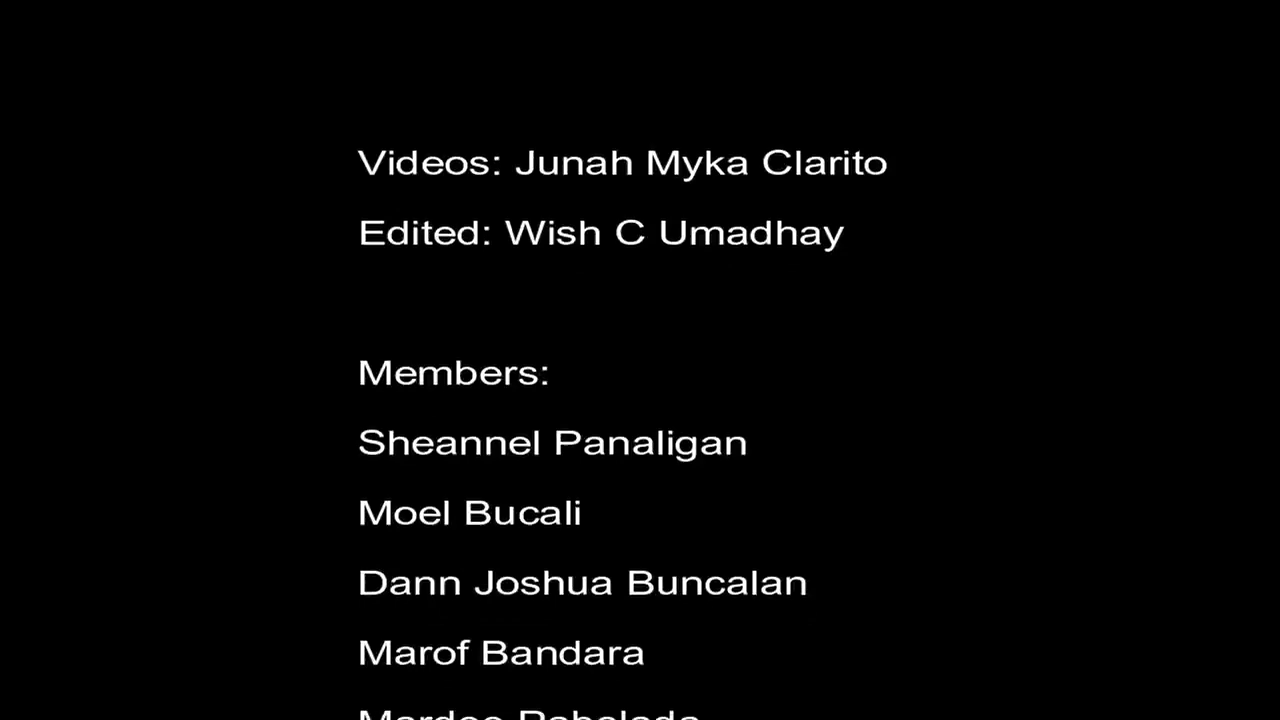 Videos: Junah Myka Clarito
Edited: Wish C Umadhay
Members:
Sheannel Panaligan
Moel Bucali
Dann Joshua Buncalan
Marof Bandara